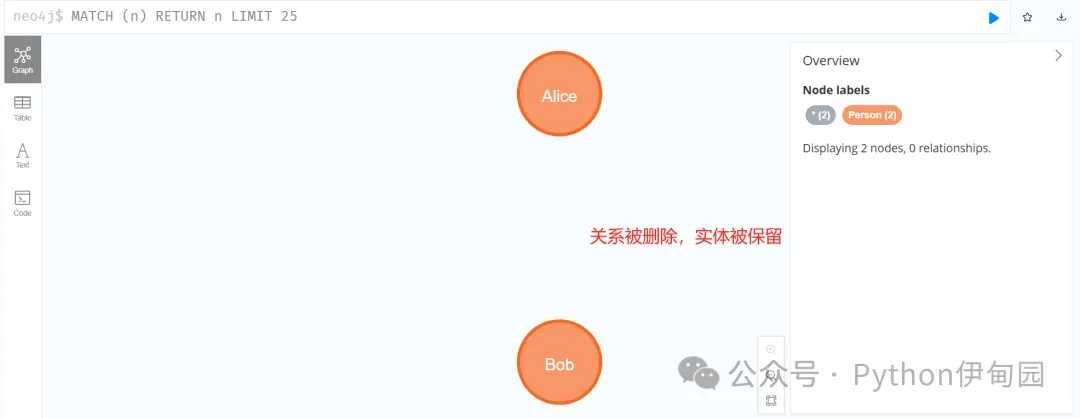 neo4j$ MATCH (n) RETURN n LIMIT 25
Graph
Table
Text
Code
Alice
Bob
关系被删除，实体被保留
Overview
Node labels
* (2) Person (2)
Displaying 2 nodes, 0 relationships.
公众号 · Python伊甸园